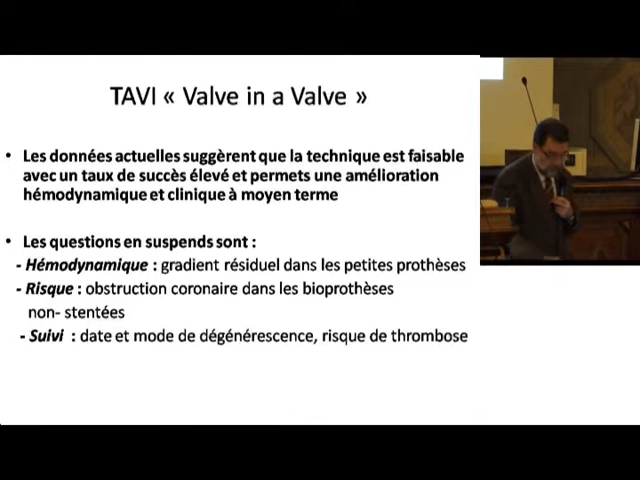 TAVI « Valve in a Valve »
• Les données actuelles suggèrent que la technique est faisable
avec un taux de succès élevé et permets une amélioration
hémodynamique et clinique à moyen terme
• Les questions en suspends sont :
- Hémodynamique : gradient résiduel dans les petites prothèses
- Risque : obstruction coronaire dans les bioprothèses
non- stentées
- Suivi : date et mode de dégénérescence, risque de thrombose